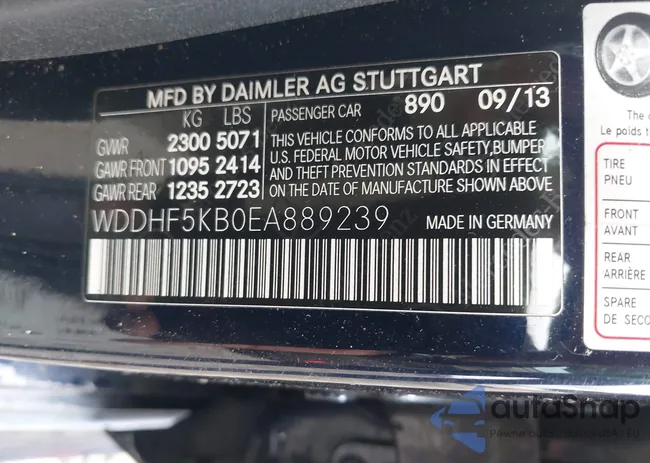 MFD BY DAIMLER AG STUTTGART
KG LBS
GVWR 2300 5071
GAWR FRONT 1095 2414
GAWR REAR 1235 2723
PASSENGER CAR 890 09/13
THIS VEHICLE CONFORMS TO ALL APPLICABLE
U.S. FEDERAL MOTOR VEHICLE SAFETY,BUMPER
AND THEFT PREVENTION STANDARDS IN EFFECT
ON THE DATE OF MANUFACTURE SHOWN ABOVE
WDDHF5KB0EA889239 MADE IN GERMANY
The c
Le poids t
TIRE
PNEU
FRONT
AVANT
REAR
ARRIÈRE
SPARE
DE SECO
autoSnap